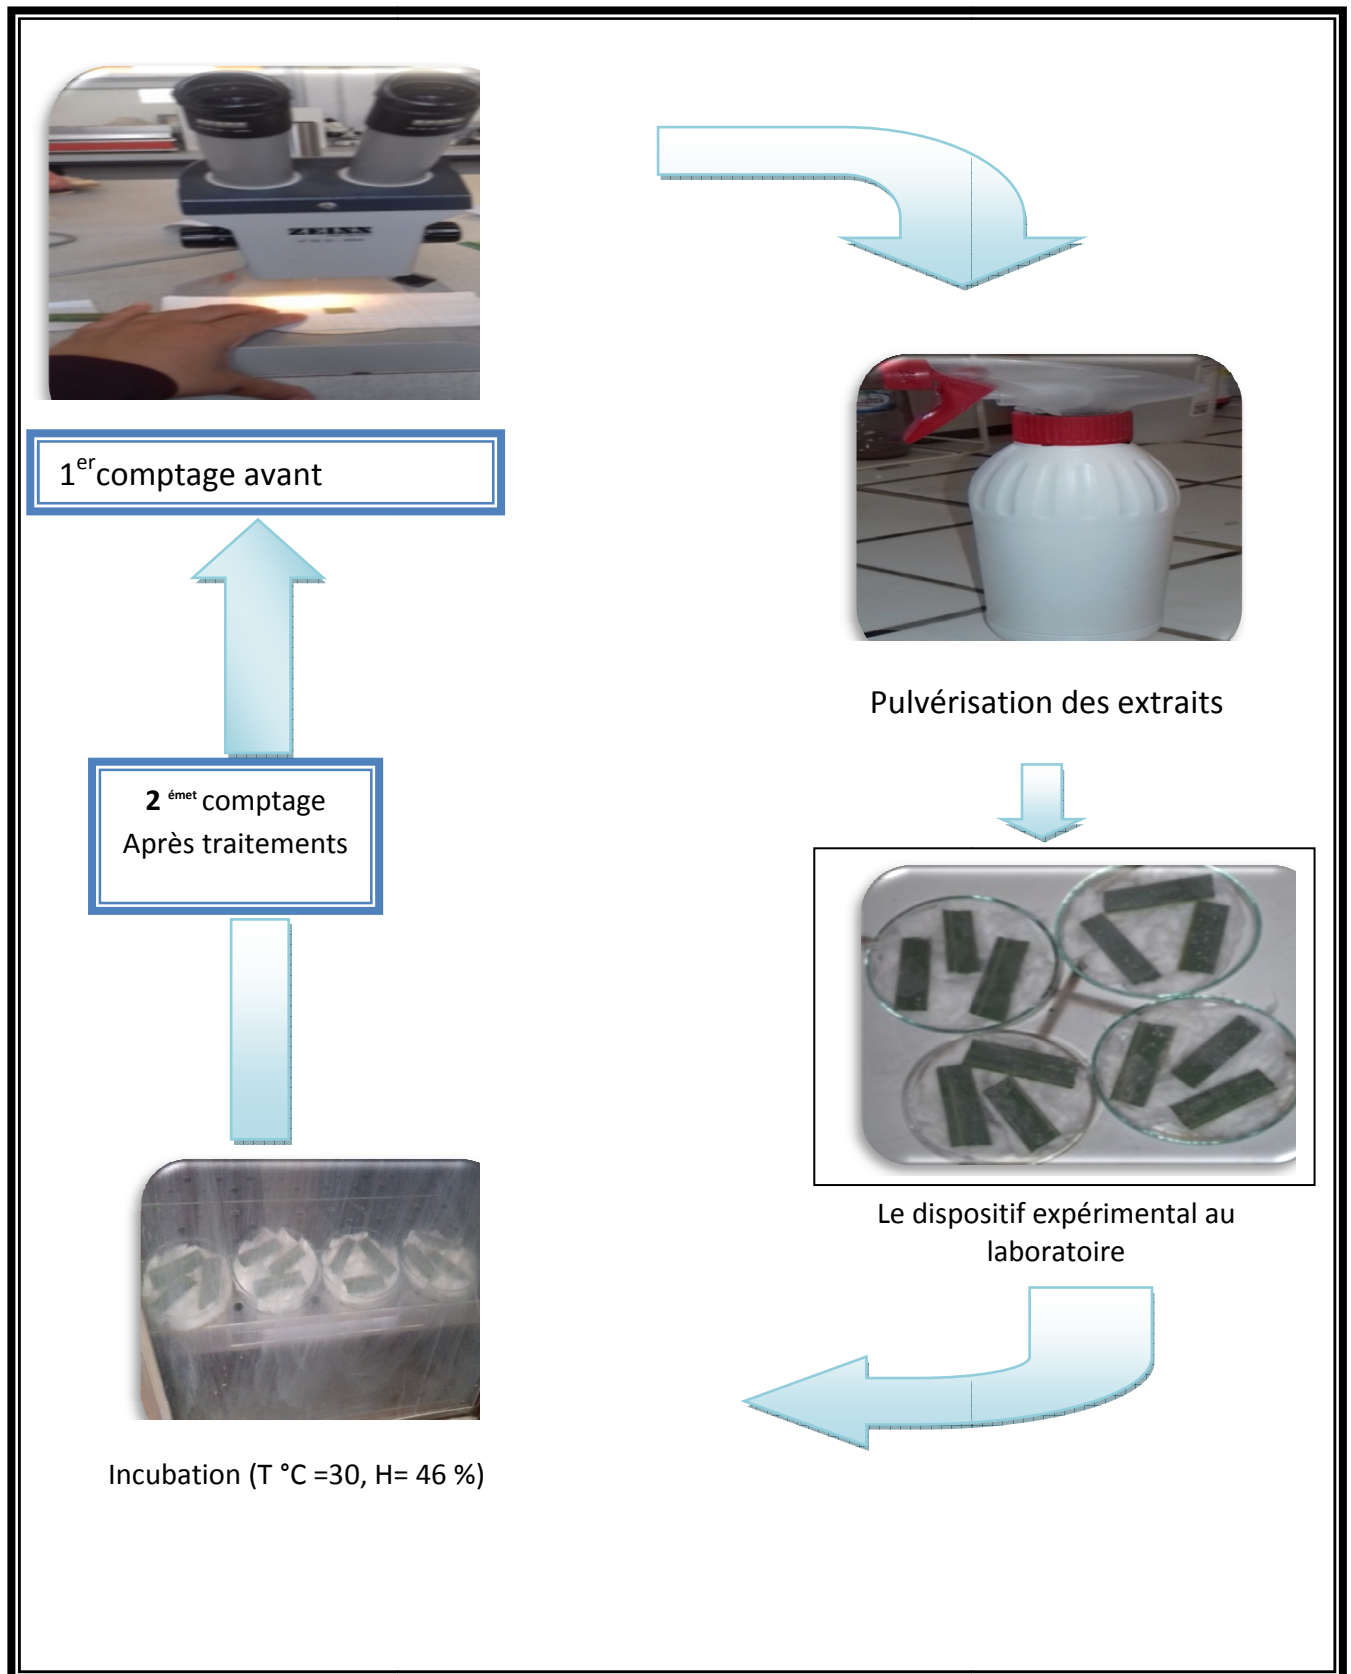 ZEISS
1er comptage avant
Pulvérisation des extraits
2 émet comptage
Après traitements
Le dispositif expérimental au
laboratoire
Incubation (T °C =30, H= 46 %)